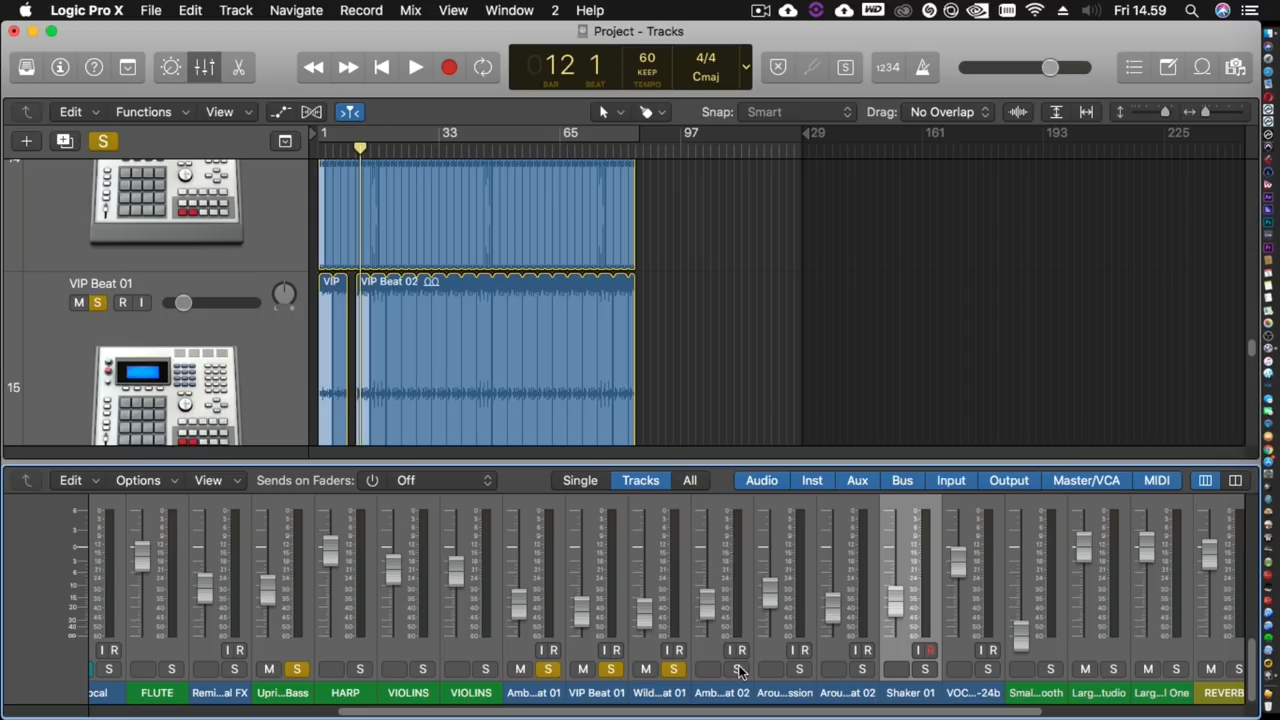 Logic Pro X File Edit Track Navigate Record Mix View Window 2 Help Fri 14.59
Project - Tracks
12 1 60 4/4
KEEP Cmaj
BAR BEAT TEMPO
S 1234
Edit Functions View Snap: Smart Drag: No Overlap
S 1 33 65 97 29 161 193 225
VIP Beat 01 VIP VIP Beat 02
M S R I
L R
15
Edit Options View Sends on Faders: Off Single Tracks All Audio Inst Aux Bus Input Output Master/VCA MIDI
I R I R I R I R I R I R I R I R I R I R
S S S M S S S S M S M S M S S S S S S S M S M S M S
ocal FLUTE Remi...al FX Upri...Bass HARP VIOLINS VIOLINS Amb...at 01 VIP Beat 01 Wild...at 01 Amb...at 02 Arou...ssion Arou...at 02 Shaker 01 VOC...-24b Smal...ooth Larg...tudio Larg...l One REVERB